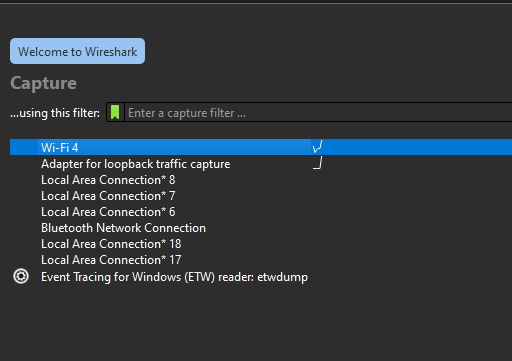 Welcome to Wireshark
Capture
...using this filter: Enter a capture filter ...
Wi-Fi 4
Adapter for loopback traffic capture
Local Area Connection* 8
Local Area Connection* 7
Local Area Connection* 6
Bluetooth Network Connection
Local Area Connection* 18
Local Area Connection* 17
Event Tracing for Windows (ETW) reader: etwdump